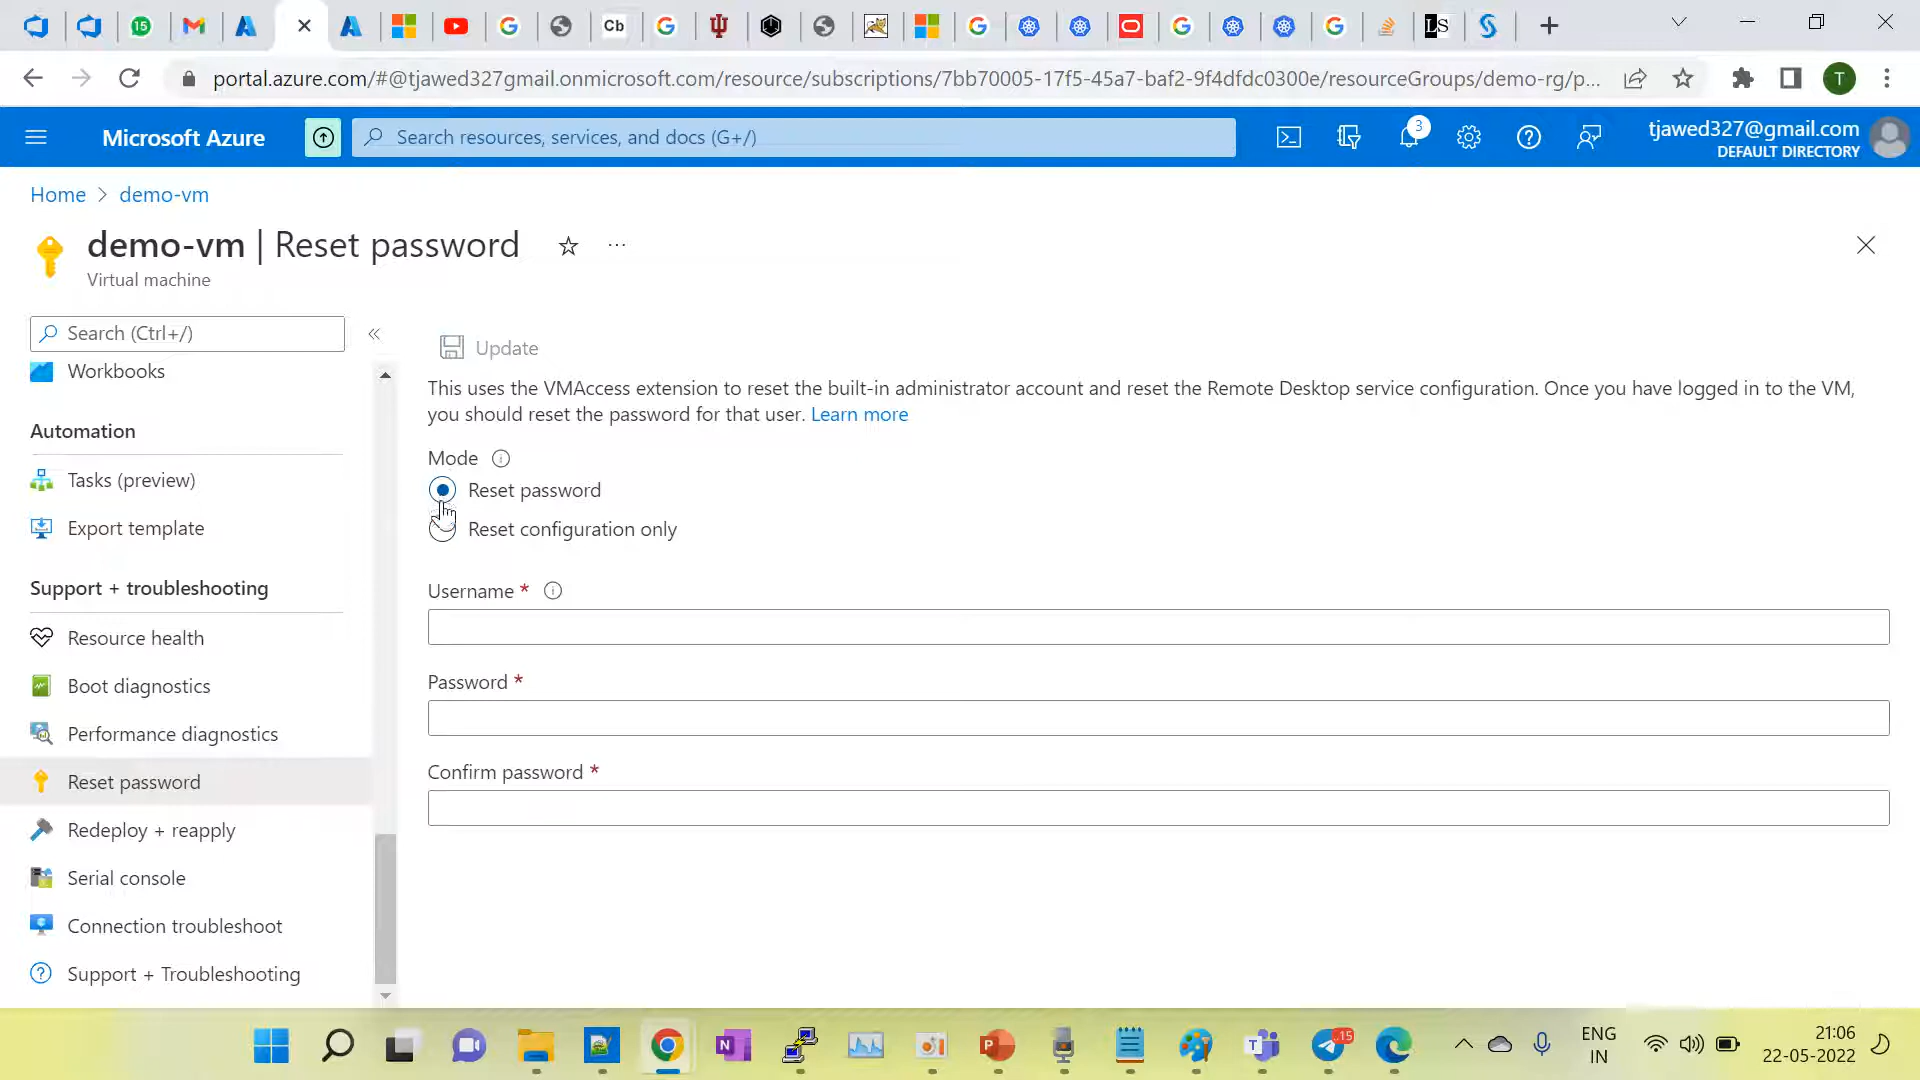 15
Cb
LS
portal.azure.com/#@tjawed327gmail.onmicrosoft.com/resource/subscriptions/7bb70005-17f5-45a7-baf2-9f4dfdc0300e/resourceGroups/demo-rg/p...
T
Microsoft Azure
Search resources, services, and docs (G+/)
3
tjawed327@gmail.com
DEFAULT DIRECTORY
Home > demo-vm
demo-vm | Reset password
Virtual machine
Search (Ctrl+/)
Workbooks
Automation
Tasks (preview)
Export template
Support + troubleshooting
Resource health
Boot diagnostics
Performance diagnostics
Reset password
Redeploy + reapply
Serial console
Connection troubleshoot
Support + Troubleshooting
Update
This uses the VMAccess extension to reset the built-in administrator account and reset the Remote Desktop service configuration. Once you have logged in to the VM,
you should reset the password for that user. Learn more
Mode
Reset password
Reset configuration only
Username *
Password *
Confirm password *
15
ENG
IN
21:06
22-05-2022